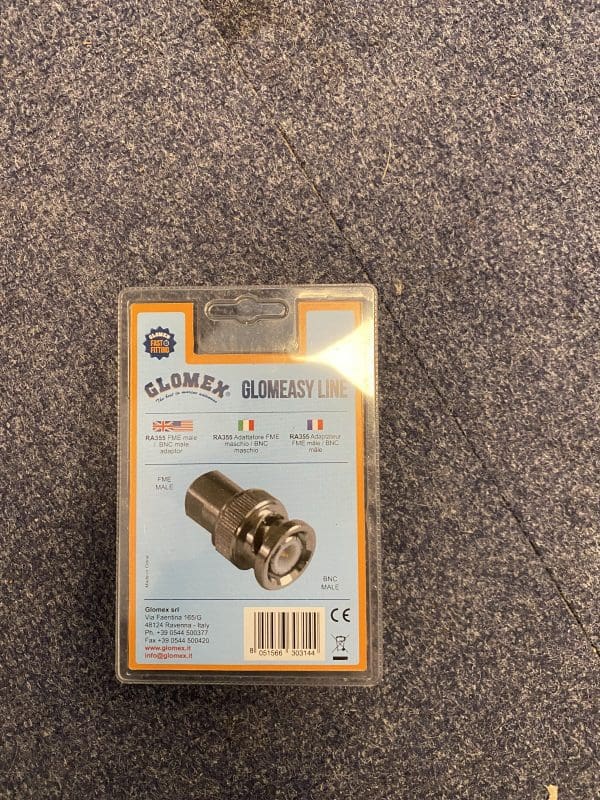 GLOMEX
FAST
FITTING
GLOMEX®
The best in marine antennas
GLOMEASY LINE
RA355 FME male
/ BNC male
adaptor
RA355 Adattatore FME
maschio / BNC
maschio
RA355 Adaptateur
FME mâle / BNC
mâle
FME
MALE
BNC
MALE
Made in China
Glomex srl
Via Faentina 165/G
48124 Ravenna - Italy
Ph. +39 0544 500377
Fax +39 0544 500420
www.glomex.it
info@glomex.it
8 051566 303144
CE